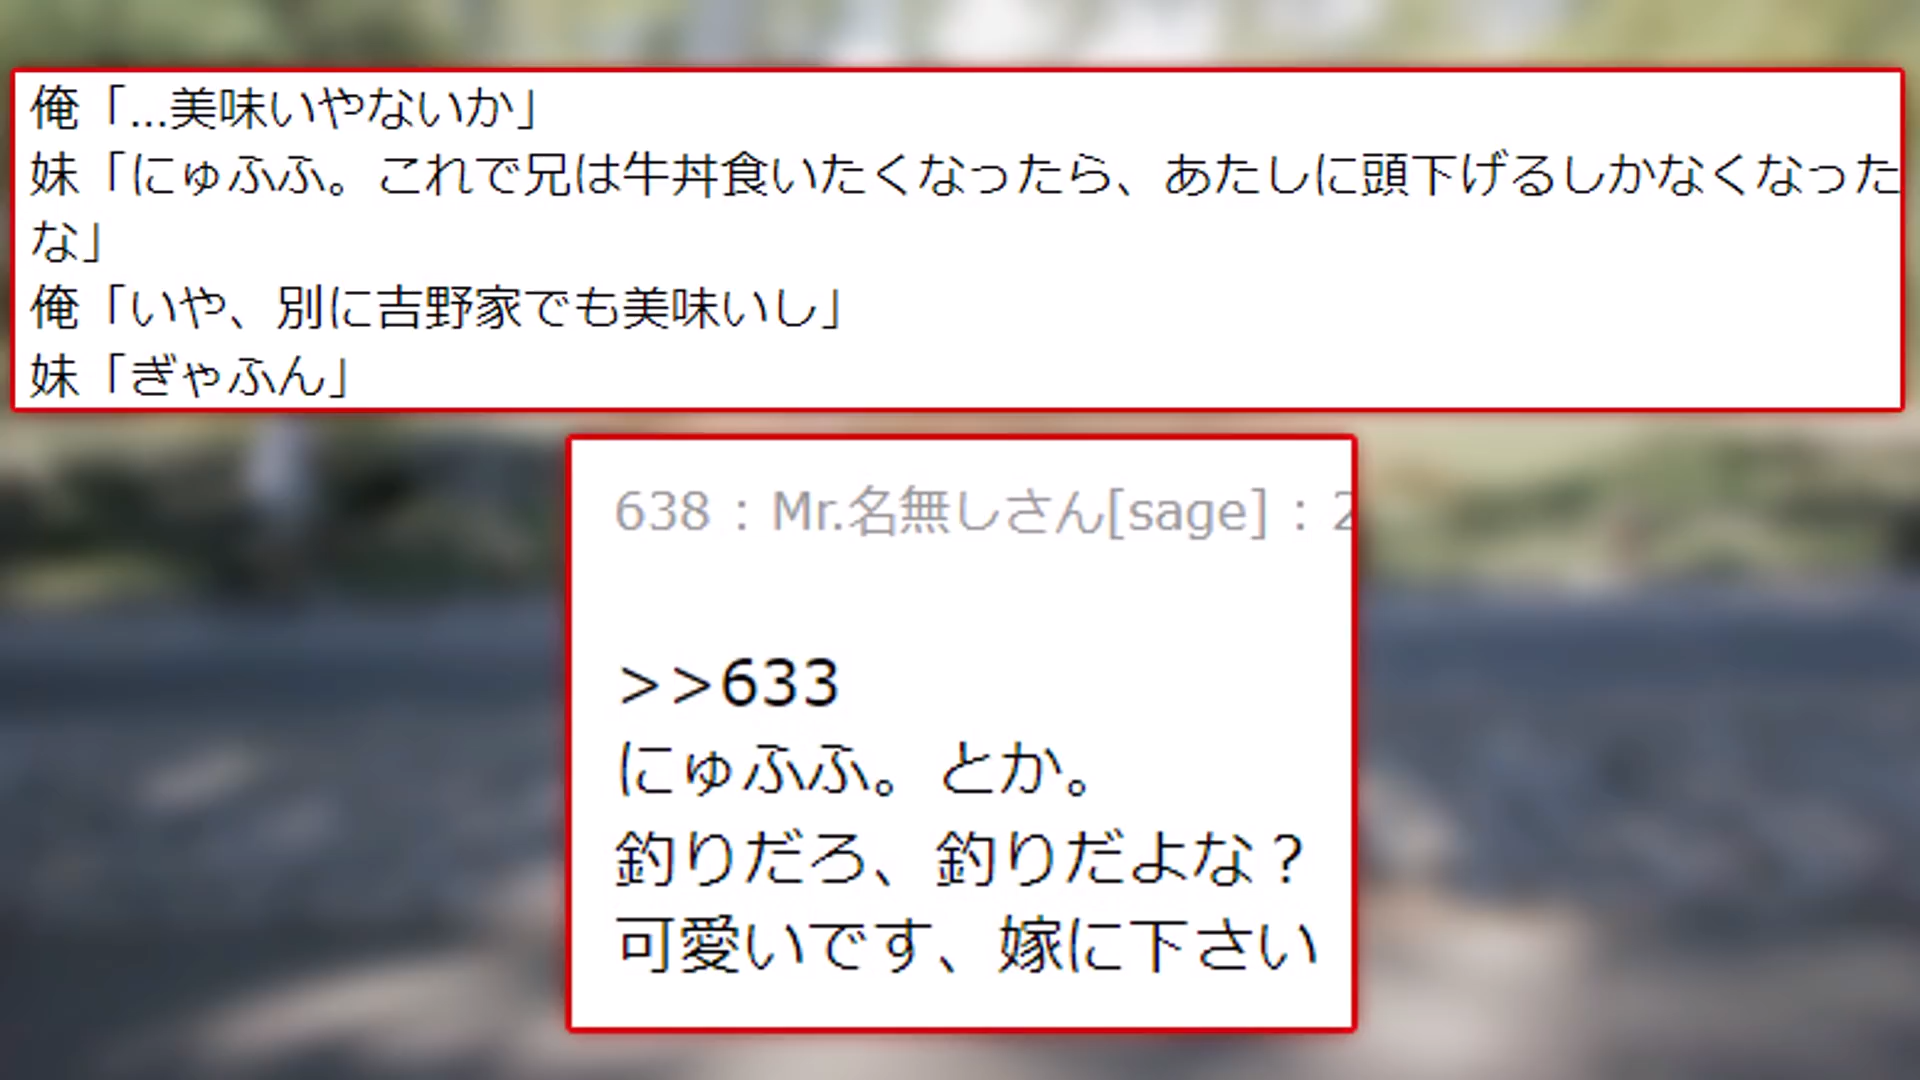 俺「…美味いやないか」
妹「にゅふふ。これで兄は牛丼食いたくなったら、あたしに頭下げるしかなくなった
な」
俺「いや、別に吉野家でも美味いし」
妹「ぎゃふん」
638 : Mr.名無しさん[sage] : 2
>>633
にゅふふ。とか。
釣りだろ、釣りだよな？
可愛いです、嫁に下さい